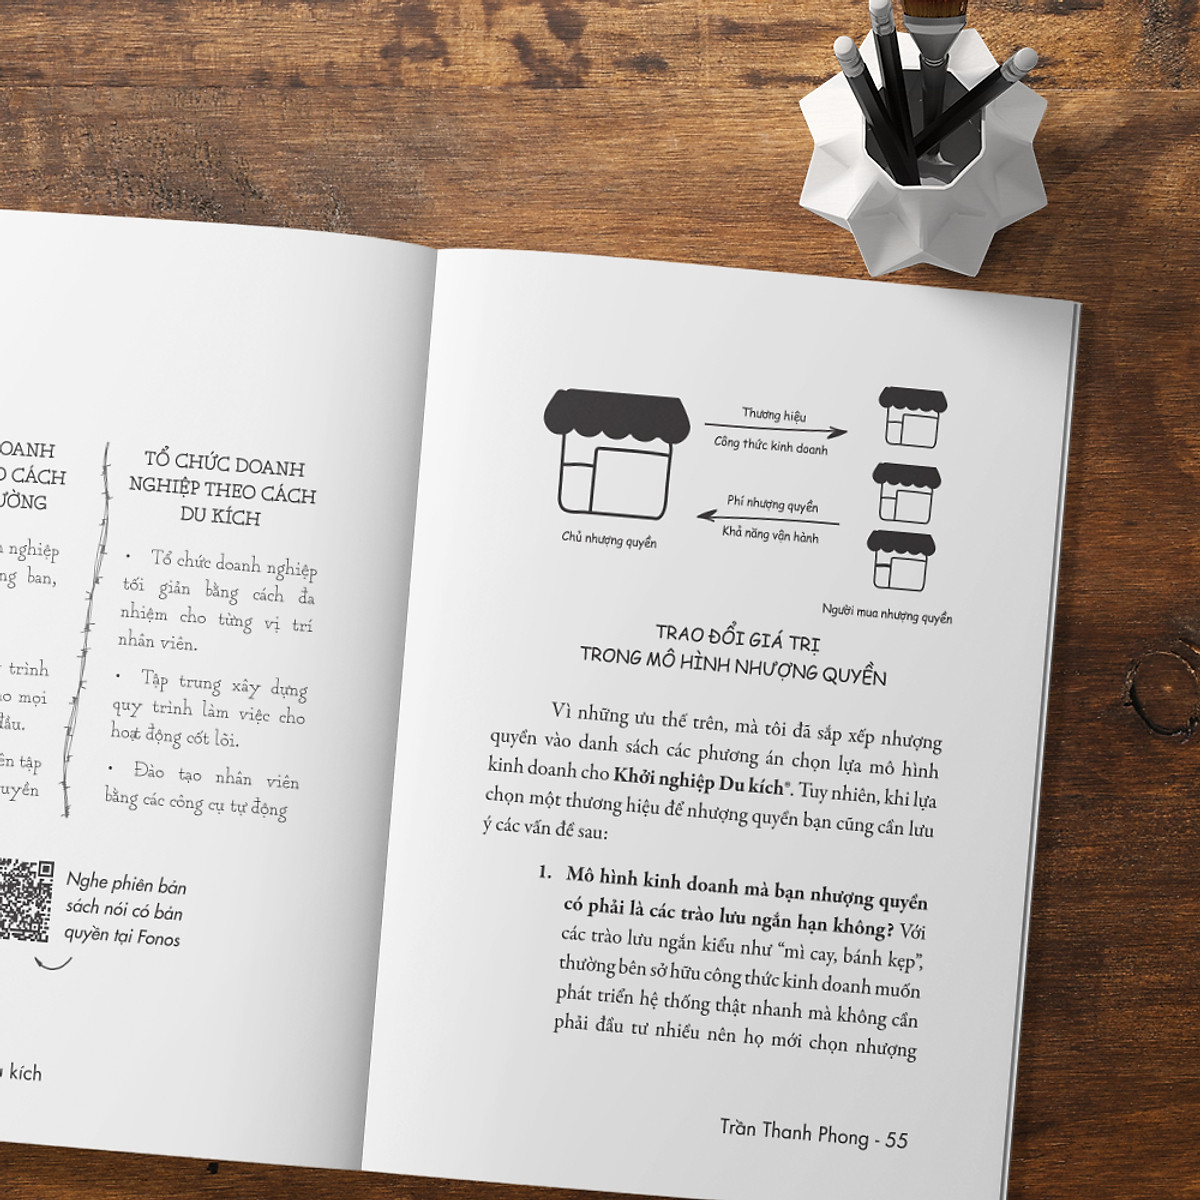 OANH
O CÁCH
ƯỜNG
nghiệp
ng ban,
trình
ho mọi
đầu.
ên tập
uyền
TỔ CHỨC DOANH
NGHIỆP THEO CÁCH
DU KÍCH
• Tổ chức doanh nghiệp
tối giản bằng cách đa
nhiệm cho từng vị trí
nhân viên.
• Tập trung xây dựng
quy trình làm việc cho
hoạt động cốt lõi.
• Đào tạo nhân viên
bằng các công cụ tự động
Nghe phiên bản
sách nói có bản
quyền tại Fonos
kích
Thương hiệu
Công thức kinh doanh
Phí nhượng quyền
Khả năng vận hành
Chủ nhượng quyền
Người mua nhượng quyền
TRAO ĐỔI GIÁ TRỊ
TRONG MÔ HÌNH NHƯỢNG QUYỀN
Vì những ưu thế trên, mà tôi đã sắp xếp nhượng
quyền vào danh sách các phương án chọn lựa mô hình
kinh doanh cho Khởi nghiệp Du kích®. Tuy nhiên, khi lựa
chọn một thương hiệu để nhượng quyền bạn cũng cần lưu
ý các vấn đề sau:
1. Mô hình kinh doanh mà bạn nhượng quyền
có phải là các trào lưu ngắn hạn không? Với
các trào lưu ngắn kiểu như “mì cay, bánh kẹp”,
thường bên sở hữu công thức kinh doanh muốn
phát triển hệ thống thật nhanh mà không cần
phải đầu tư nhiều nên họ mới chọn nhượng
Trần Thanh Phong - 55